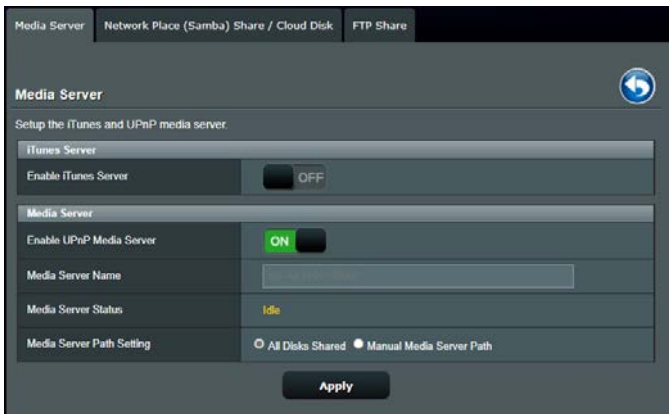 Media Server
Network Place (Samba) Share / Cloud Disk
FTP Share
Media Server
Setup the iTunes and UPnP media server.
iTunes Server
Enable iTunes Server
OFF
Media Server
Enable UPnP Media Server
ON
Media Server Name
Media Server Status
Idle
Media Server Path Setting
All Disks Shared
Manual Media Server Path
Apply